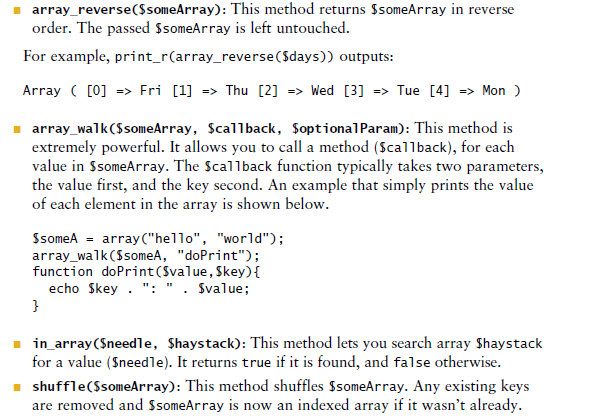 ■ array_reverse($someArray): This method returns $someArray in reverse
order. The passed $someArray is left untouched.
For example, print_r(array_reverse($days)) outputs:
Array ( [0] => Fri [1] => Thu [2] => Wed [3] => Tue [4] => Mon )
■ array_walk($someArray, $callback, $optionalParam): This method is
extremely powerful. It allows you to call a method ($callback), for each
value in $someArray. The $callback function typically takes two parameters,
the value first, and the key second. An example that simply prints the value
of each element in the array is shown below.
$someA = array("hello", "world");
array_walk($someA, "doPrint");
function doPrint($value,$key){
echo $key . ": " . $value;
}
■ in_array($needle, $haystack): This method lets you search array $haystack
for a value ($needle). It returns true if it is found, and false otherwise.
■ shuffle($someArray): This method shuffles $someArray. Any existing keys
are removed and $someArray is now an indexed array if it wasn't already.